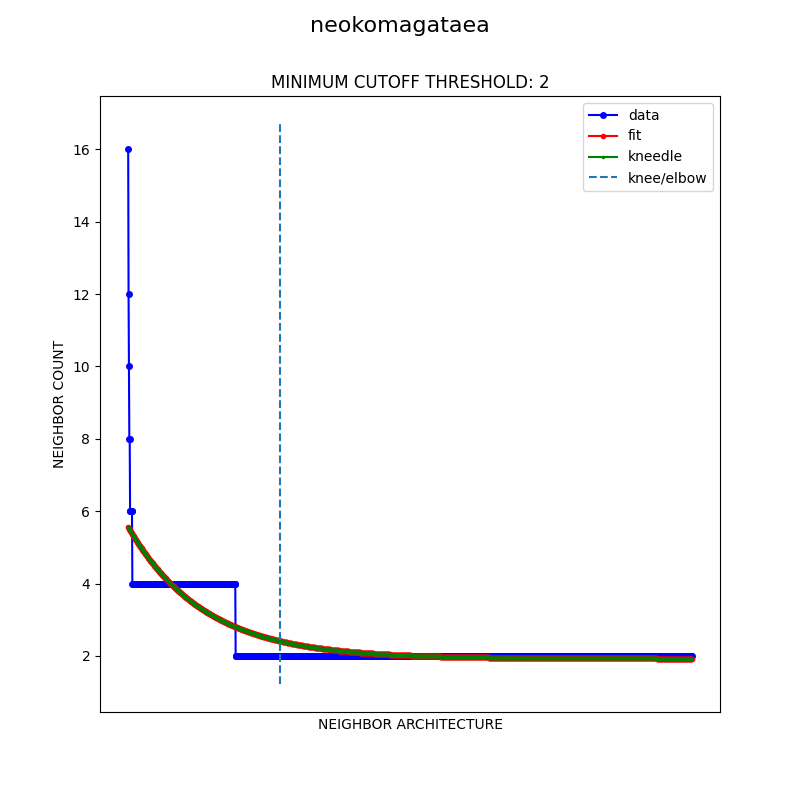 neokomagataea
MINIMUM CUTOFF THRESHOLD: 2
data
fit
kneedle
knee/elbow
16
14
12
10
8
6
4
2
NEIGHBOR COUNT
NEIGHBOR ARCHITECTURE